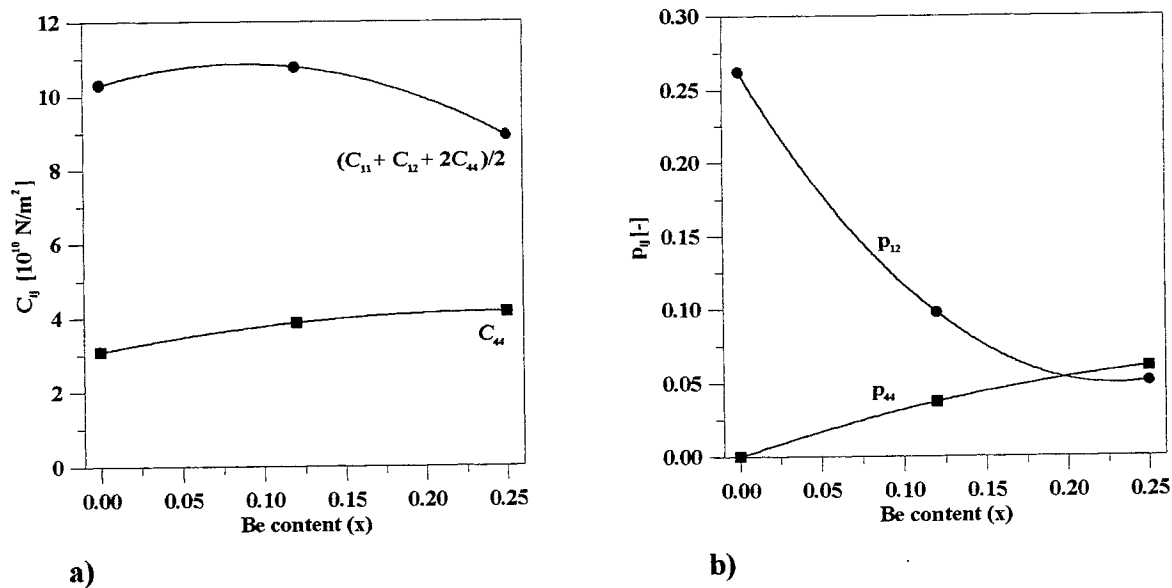 12
10
8
6
4
2
0
C_ij [10^10 N/m^2]
(C_11 + C_12 + 2C_44)/2
C_44
0.00 0.05 0.10 0.15 0.20 0.25
Be content (x)
a)
0.30
0.25
0.20
0.15
0.10
0.05
0.00
p_ij[-]
p_12
p_44
0.00 0.05 0.10 0.15 0.20 0.25
Be content (x)
b)